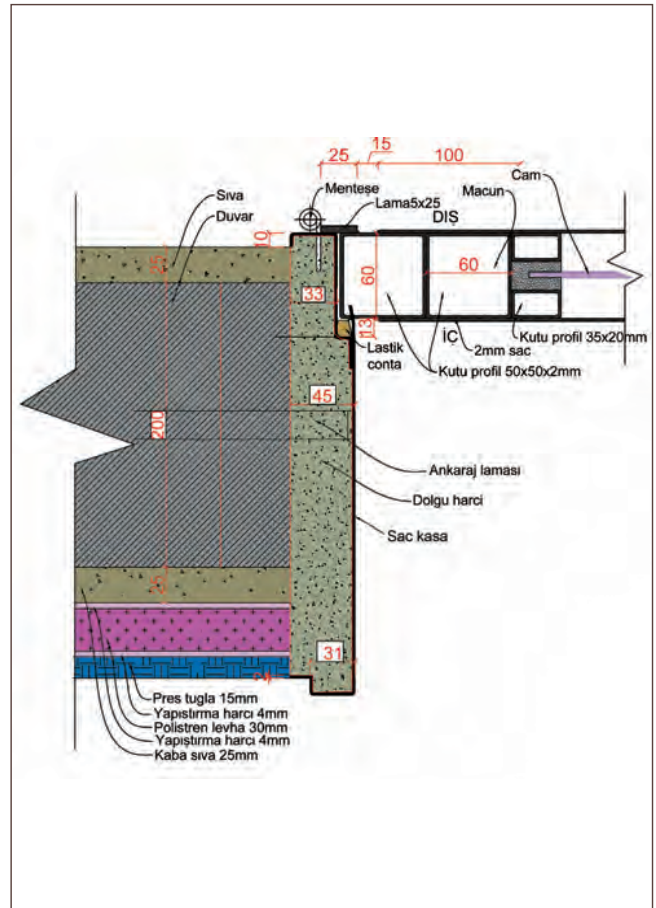 15
25
100
Cam
Menteşe
Macun
Sıva
Lama5x25
Duvar
DIŞ
10
25
60
60
33
13
İÇ
Kutu profil 35x20mm
Lastik
conta
2mm sac
Kutu profil 50x50x2mm
45
200
Ankaraj laması
Dolgu harci
Sac kasa
25
31
Pres tugla 15mm
Yapıstırma harcı 4mm
Polistren levha 30mm
Yapıştırma harcı 4mm
Kaba sıva 25mm